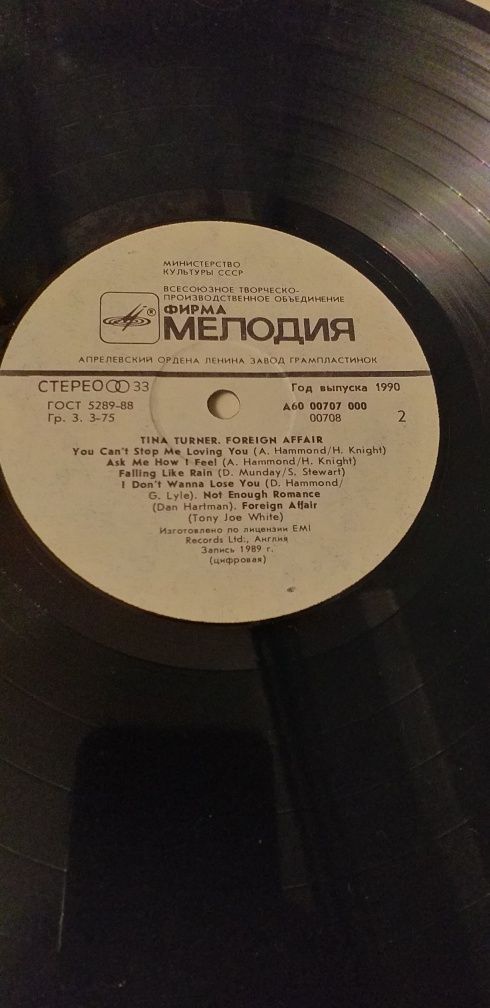 МИНИСТЕРСТВО
КУЛЬТУРЫ СССР
ВСЕСОЮЗНОЕ ТВОРЧЕСКО-
ПРОИЗВОДСТВЕННОЕ ОБЪЕДИНЕНИЕ
ФИРМА
® МЕЛОДИЯ
АПРЕЛЕВСКИЙ ОРДЕНА ЛЕНИНА ЗАВОД ГРАМПЛАСТИНОК
СТЕРЕО 33 Год выпуска 1990
ГОСТ 5289-88 А60 00707 000
Гр. 3. 3-75 00708 2
TINA TURNER. FOREIGN AFFAIR
You Can't Stop Me Loving You (A. Hammond/H. Knight)
Ask Me How I Feel (A. Hammond/H. Knight)
Falling Like Rain (D. Munday/S. Stewart)
I Don't Wanna Lose You (D. Hammond/
G. Lyle). Not Enough Romance
(Dan Hartman). Foreign Affair
(Tony Joe White)
Изготовлено по лицензии EMI
Records Ltd., Англия
Запись 1989 г.
(цифровая)